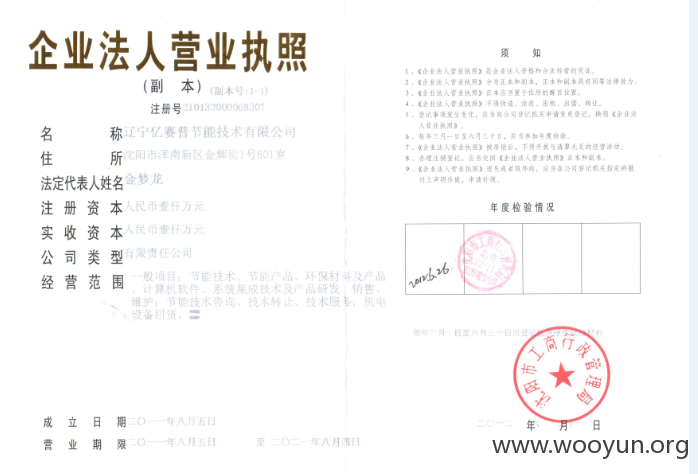 企业法人营业执照
(副 本) (副本号:1-1)
注册号210132000068207
名 称 辽宁亿赛普节能技术有限公司
住 所 沈阳市浑南新区金辉街1号601室
法定代表人姓名 金梦龙
注 册 资 本 人民币壹仟万元
实 收 资 本 人民币壹仟万元
公 司 类 型 有限责任公司
经 营 范 围 一般项目:节能技术、节能产品、环保材料及产品
、计算机软件、系统集成技术及产品研发、销售、
维护;节能技术咨询、技术转让、技术服务;机电
设备租赁。
成 立 日 期 二〇一一年八月五日
营 业 期 限 二〇一一年八月五日 至 二〇二一年八月四日
须 知
1、《企业法人营业执照》是企业法人资格和合法经营的凭证。
2、《企业法人营业执照》分为正本和副本,正本和副本具有同等法律效力。
3、《企业法人营业执照》正本应当置于住所的醒目位置。
4、《企业法人营业执照》不得伪造、涂改、出租、出借、转让。
5、登记事项发生变化,应当向公司登记机关申请变更登记,换领《企业法
人营业执照》。
6、每年三月一日至六月三十日,应当参加年度检验。
7、《企业法人营业执照》被吊销后,不得开展与清算无关的经营活动。
8、办理注销登记,应当交回《企业法人营业执照》正本和副本。
9、《企业法人营业执照》遗失或者毁坏的,应当在公司登记机关指定的报
刊上声明作废,申请补领。
年度检验情况
2012.6.26
沈阳市工商行政管理局
二〇一二 年 月 日
www.wooyun.org